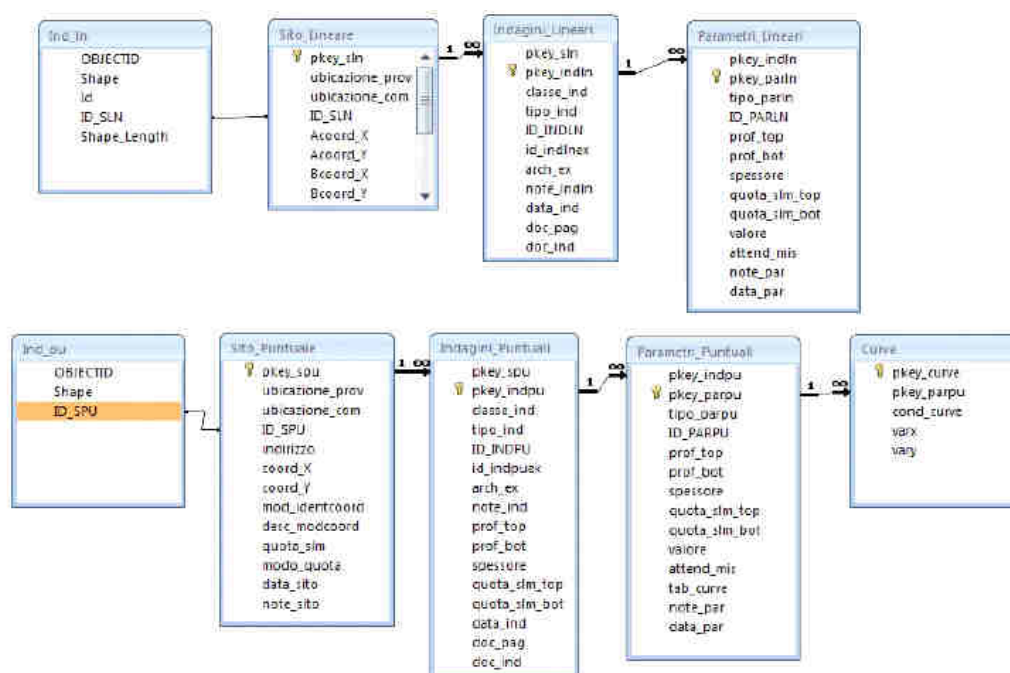 Ind_ln
OBJECTID
Shape
Id
ID_SLN
Shape_Length
Sito_Lineare
pkey_sln
ubicazione_prov
ubicazione_com
ID_SLN
Acoord_X
Acoord_Y
Bcoord_X
Bcoord_Y
1 ∞
Indagini_Lineari
pkey_sln
pkey_indln
classe_ind
tipo_ind
ID_INDLN
id_indlnex
arch_ex
note_indln
data_ind
doc_pag
doc_ind
1 ∞
Parametri_Lineari
pkey_indln
pkey_parln
tipo_parln
ID_PARLN
prof_top
prof_bot
spessore
quota_slm_top
quota_slm_bot
valore
attend_mis
note_par
data_par
Ind_pu
OBJECTID
Shape
ID_SPU
Sito_Puntuale
pkey_spu
ubicazione_prov
ubicazione_com
ID_SPU
indirizzo
coord_X
coord_Y
mod_identcoord
desc_modcoord
quota_slm
modo_quota
data_sito
note_sito
1 ∞
Indagini_Puntuali
pkey_spu
pkey_indpu
classe_ind
tipo_ind
ID_INDPU
id_indpuex
arch_ex
note_ind
prof_top
prof_bot
spessore
quota_slm_top
quota_slm_bot
data_ind
doc_pag
doc_ind
1 ∞
Parametri_Puntuali
pkey_indpu
pkey_parpu
tipo_parpu
ID_PARPU
prof_top
prof_bot
spessore
quota_slm_top
quota_slm_bot
valore
attend_mis
tab_curve
note_par
data_par
1 ∞
Curve
pkey_curve
pkey_parpu
cond_curve
varx
vary